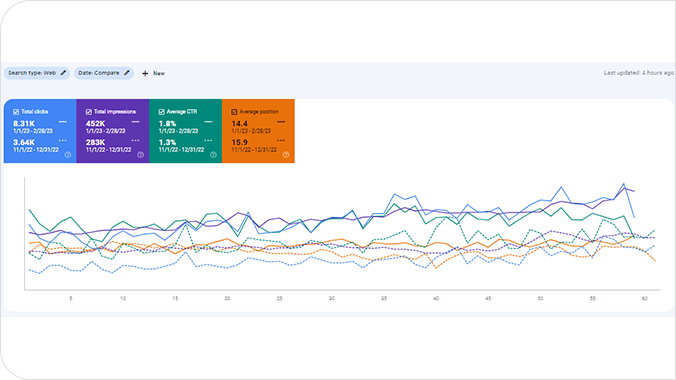 Search type: Web
Date: Compare
+ New
Last updated: 4 hours ago
Total clicks
8.31K
1/1/23 - 2/28/23
3.64K
11/1/22 - 12/31/22
Total impressions
452K
1/1/23 - 2/28/23
283K
11/1/22 - 12/31/22
Average CTR
1.8%
1/1/23 - 2/28/23
1.3%
11/1/22 - 12/31/22
Average position
14.4
1/1/23 - 2/28/23
15.9
11/1/22 - 12/31/22
5 10 15 20 25 30 35 40 45 50 55 60